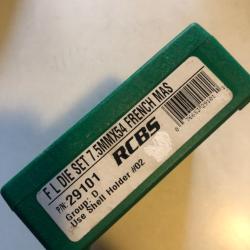 F L DIE SET 7.5MMX54 FRENCH MAS
P/N: 29101
Group: D
Use Shell Holder #02
RCBS